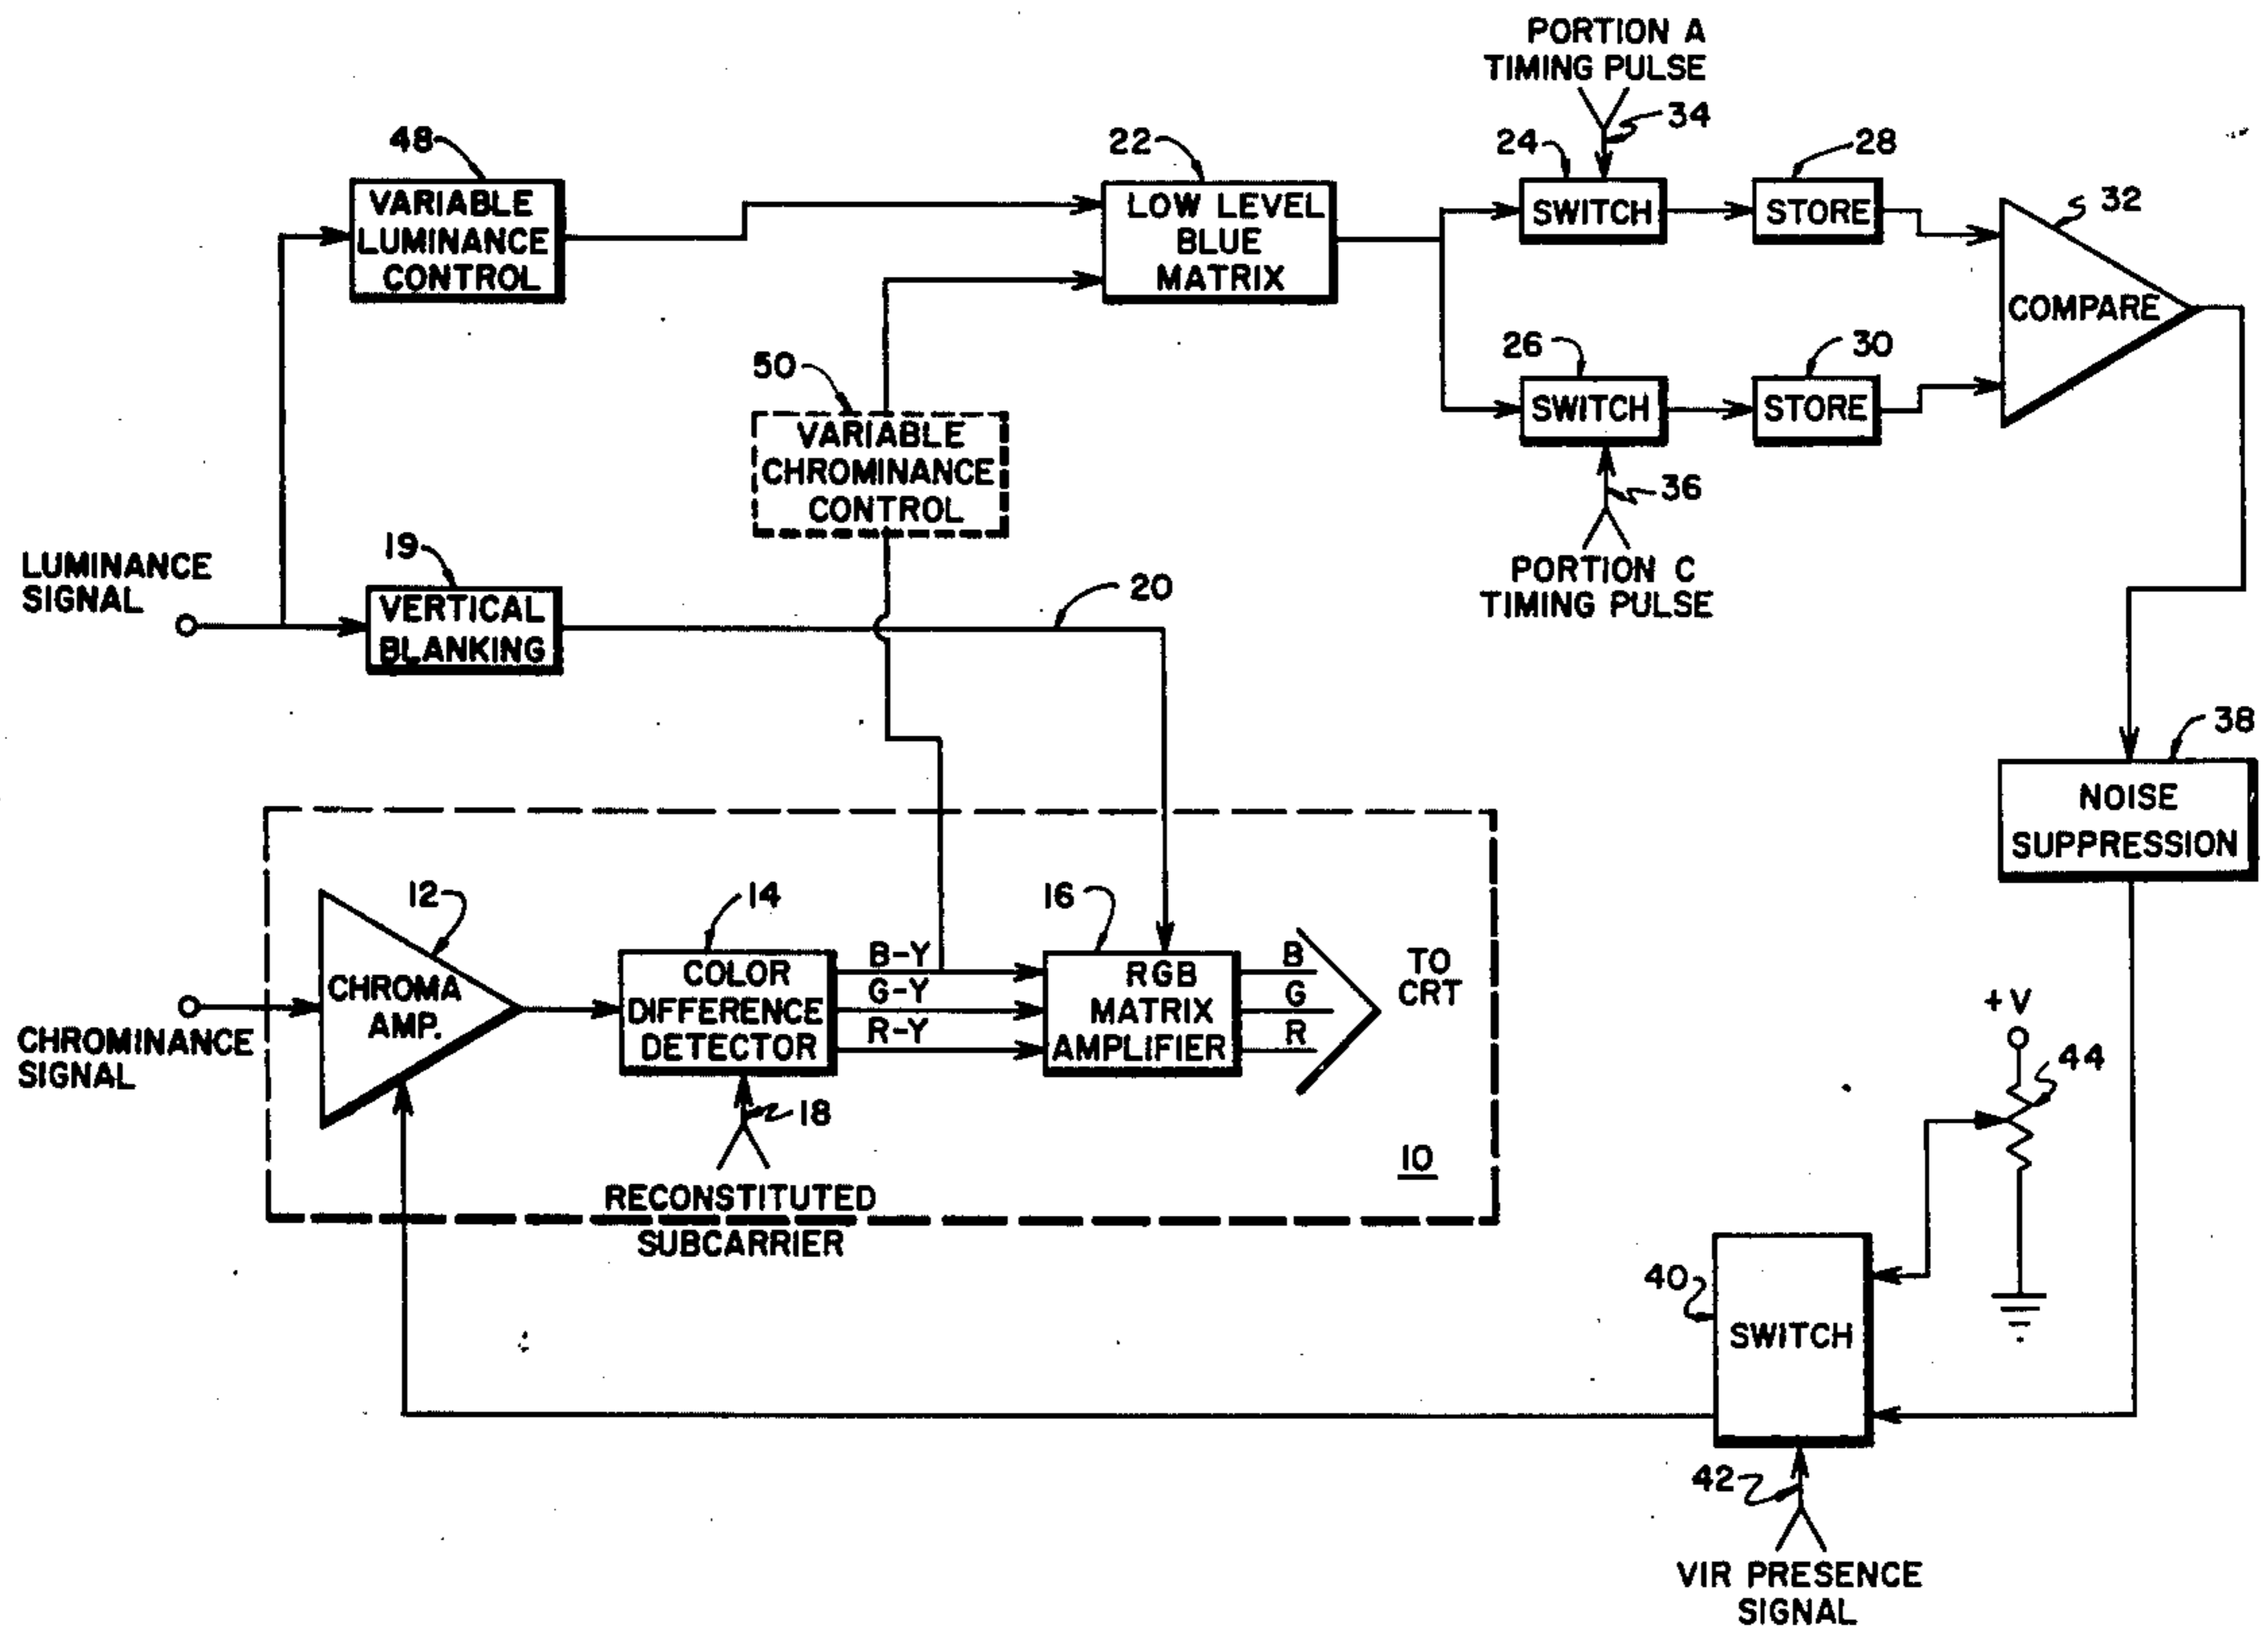 PORTION A
TIMING PULSE
34
48
22
24
28
32
VARIABLE
LUMINANCE
CONTROL
LOW LEVEL
BLUE
MATRIX
SWITCH
STORE
COMPARE
50
26
30
VARIABLE
CHROMINANCE
CONTROL
SWITCH
STORE
36
PORTION C
TIMING PULSE
LUMINANCE
SIGNAL
19
VERTICAL
BLANKING
20
38
NOISE
SUPPRESSION
12
14
16
CHROMA
AMP.
COLOR
DIFFERENCE
DETECTOR
B-Y
G-Y
R-Y
RGB
MATRIX
AMPLIFIER
B
G
R
TO
CRT
CHROMINANCE
SIGNAL
18
RECONSTITUTED
SUBCARRIER
10
+V
44
40
SWITCH
42
VIR PRESENCE
SIGNAL